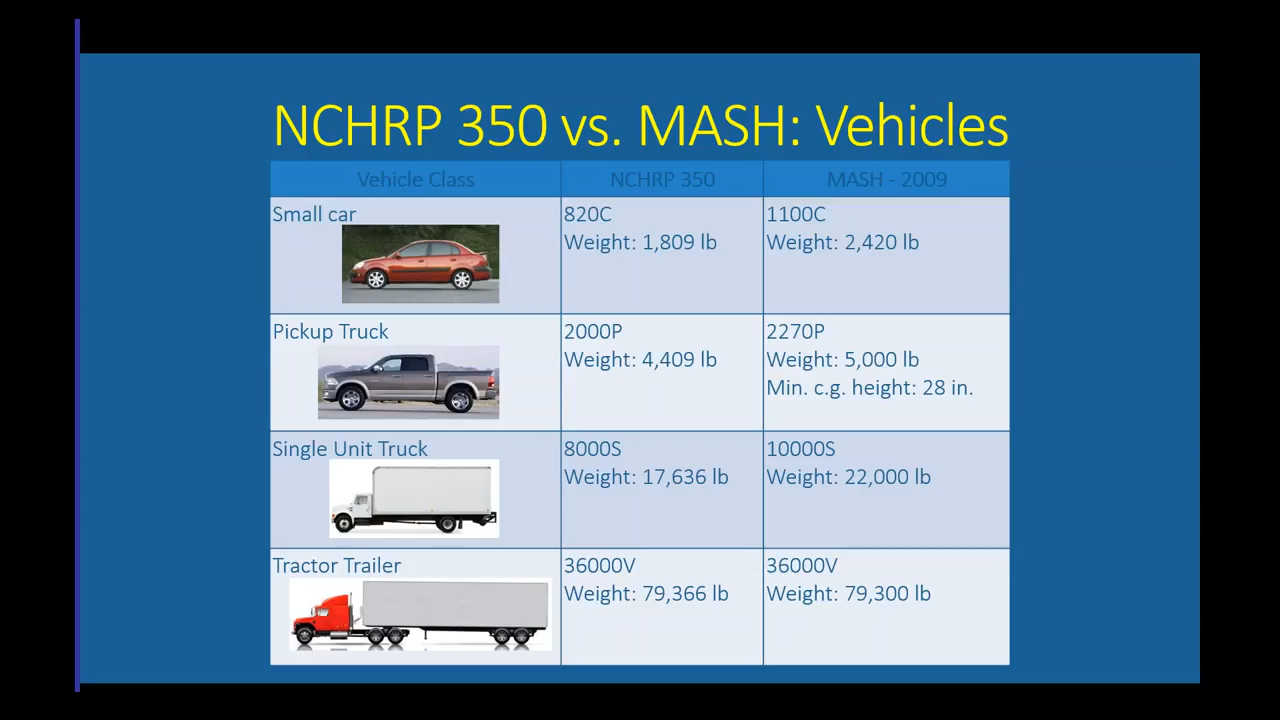 NCHRP 350 vs. MASH: Vehicles
Vehicle Class NCHRP 350 MASH - 2009
Small car
820C
Weight: 1,809 lb
1100C
Weight: 2,420 lb
Pickup Truck
2000P
Weight: 4,409 lb
2270P
Weight: 5,000 lb
Min. c.g. height: 28 in.
Single Unit Truck
8000S
Weight: 17,636 lb
10000S
Weight: 22,000 lb
Tractor Trailer
36000V
Weight: 79,366 lb
36000V
Weight: 79,300 lb